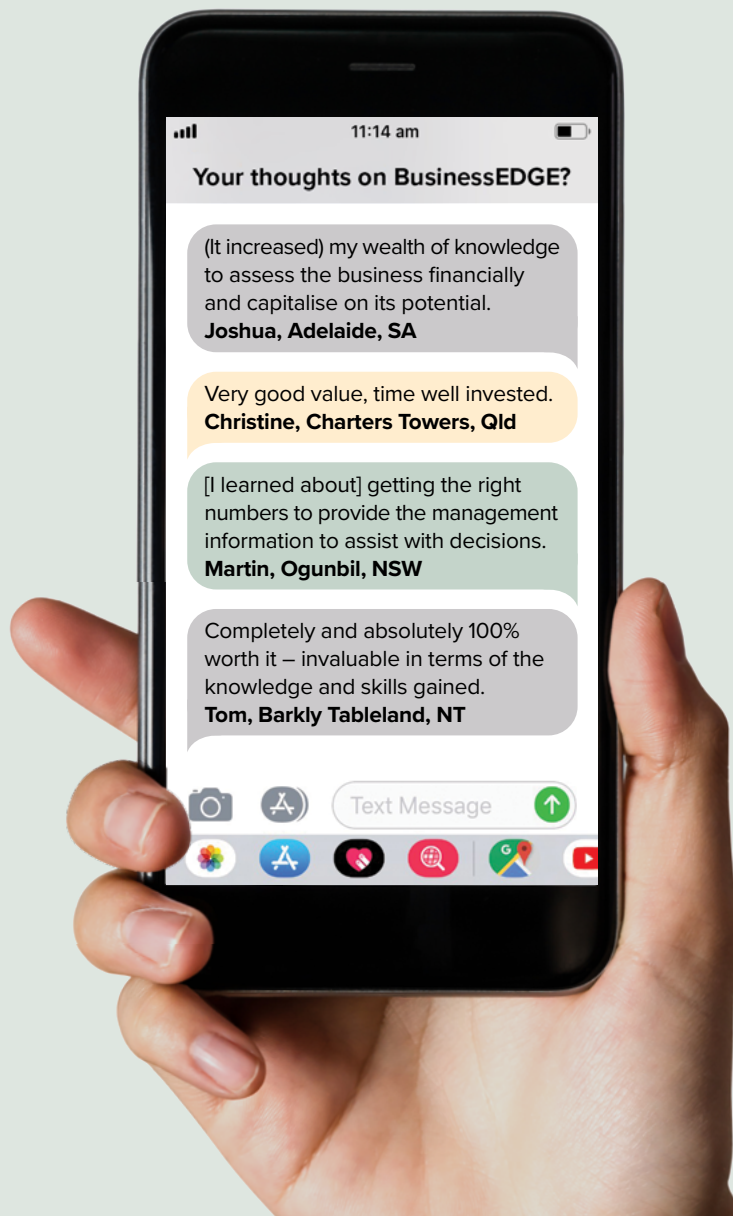 11:14 am
Your thoughts on BusinessEDGE?
(It increased) my wealth of knowledge
to assess the business financially
and capitalise on its potential.
Joshua, Adelaide, SA
Very good value, time well invested.
Christine, Charters Towers, Qld
[I learned about] getting the right
numbers to provide the management
information to assist with decisions.
Martin, Ogunbil, NSW
Completely and absolutely 100%
worth it – invaluable in terms of the
knowledge and skills gained.
Tom, Barkly Tableland, NT
Text Message
G